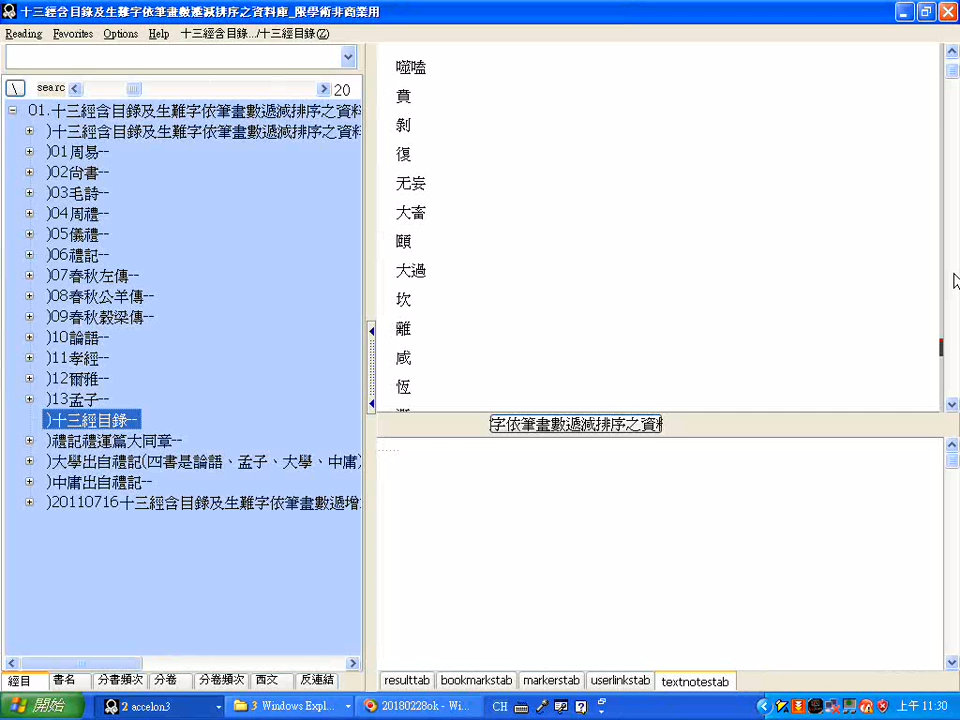 十三經含目錄及生難字依筆畫數遞減排序之資料庫_限學術非商業用
Reading Favorites Options Help 十三經含目錄.../十三經目錄(Z)
\ searc 20
01.十三經含目錄及生難字依筆畫數遞減排序之資料
)十三經含目錄及生難字依筆畫數遞減排序之資料
)01周易--
)02尚書--
)03毛詩--
)04周禮--
)05儀禮--
)06禮記--
)07春秋左傳--
)08春秋公羊傳--
)09春秋穀梁傳--
)10論語--
)11孝經--
)12爾雅--
)13孟子--
)十三經目錄--
)禮記禮運篇大同章--
)大學出自禮記(四書是論語、孟子、大學、中庸)
)中庸出自禮記--
)20110716十三經含目錄及生難字依筆畫數遞增
經目 書名 分書頻次 分卷 分卷頻次 西文 反連結
噬嗑
賁
剝
復
无妄
大畜
頤
大過
坎
離
咸
恆
字依筆畫數遞減排序之資料
......
resulttab bookmarkstab markerstab userlinkstab textnotestab
開始 2 accelon3 3 Windows Expl... 20180228ok - Wi... CH 上午 11:30